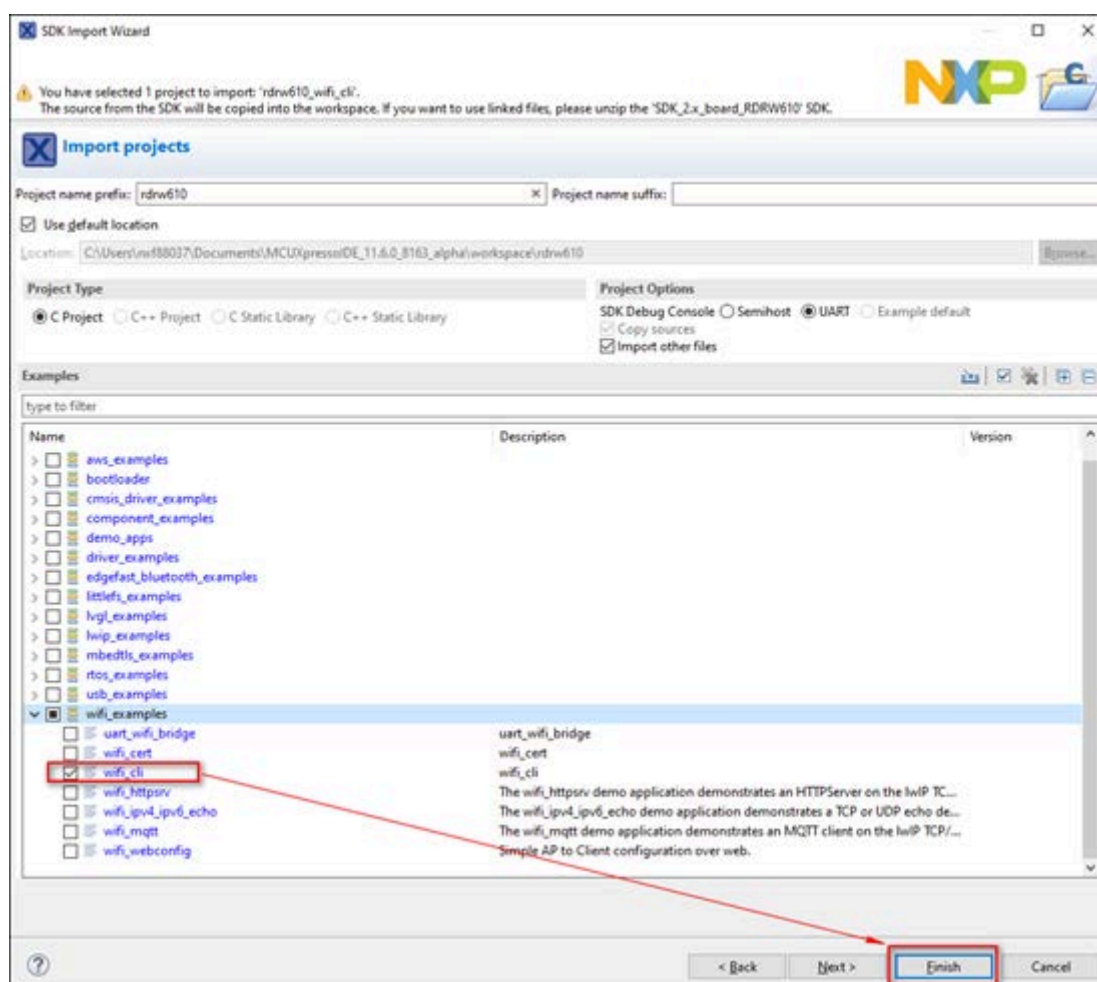 SDK Import Wizard
NXP
You have selected 1 project to import: 'rdrw610_wifi_cli'.
The source from the SDK will be copied into the workspace. If you want to use linked files, please unzip the 'SDK_2.x_board_RDRW610' SDK.
Import projects
Project name prefix: rdrw610 Project name suffix:
Use default location
Location: C:\Users\nxf88037\Documents\MCUXpressoIDE_11.6.0_8163_alpha\workspace\rdrw610 Browse...
Project Type Project Options
C Project C++ Project C Static Library C++ Static Library SDK Debug Console Semihost UART Example default
Copy sources
Import other files
Examples
type to filter
Name Description Version
aws_examples
bootloader
cmsis_driver_examples
component_examples
demo_apps
driver_examples
edgefast_bluetooth_examples
littlefs_examples
lvgl_examples
lwip_examples
mbedtls_examples
rtos_examples
usb_examples
wifi_examples
uart_wifi_bridge uart_wifi_bridge
wifi_cert wifi_cert
wifi_cli wifi_cli
wifi_httpsrv The wifi_httpsrv demo application demonstrates an HTTPServer on the lwIP TC...
wifi_ipv4_ipv6_echo The wifi_ipv4_ipv6_echo demo application demonstrates a TCP or UDP echo de...
wifi_mqtt The wifi_mqtt demo application demonstrates an MQTT client on the lwIP TCP/...
wifi_webconfig Simple AP to Client configuration over web.
? < Back Next > Finish Cancel